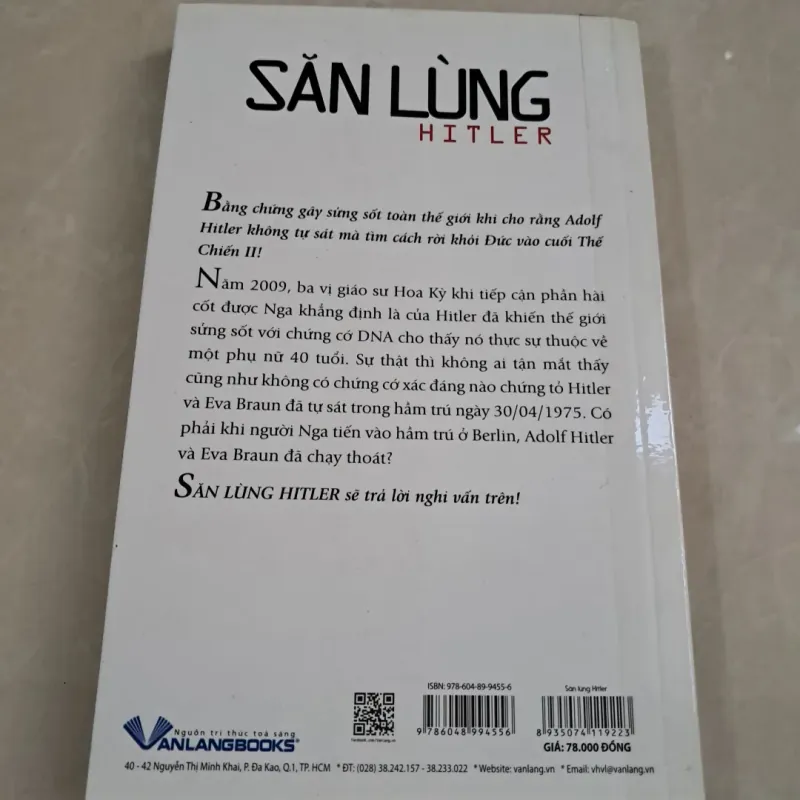 SĂN LÙNG
HITLER
Bằng chứng gây sửng sốt toàn thế giới khi cho rằng Adolf
Hitler không tự sát mà tìm cách rời khỏi Đức vào cuối Thế
Chiến II!
Năm 2009, ba vị giáo sư Hoa Kỳ khi tiếp cận phần hài
cốt được Nga khẳng định là của Hitler đã khiến thế giới
sửng sốt với chứng cớ DNA cho thấy nó thực sự thuộc về
một phụ nữ 40 tuổi. Sự thật thì không ai tận mắt thấy
cũng như không có chứng cớ xác đáng nào chứng tỏ Hitler
và Eva Braun đã tự sát trong hầm trú ngày 30/04/1975. Có
phải khi người Nga tiến vào hầm trú ở Berlin, Adolf Hitler
và Eva Braun đã chạy thoát?
SĂN LÙNG HITLER sẽ trả lời nghi vấn trên!
ISBN: 978-604-89-9455-6
Săn lùng Hitler
9 786048 994556
8 935074 119223
GIÁ: 78.000 ĐỒNG
Nguồn tri thức toả sáng
VANLANGBOOKS®
40 - 42 Nguyễn Thị Minh Khai, P. Đa Kao, Q.1, TP. HCM * ĐT: (028) 38.242.157 - 38.233.022 * Website: vanlang.vn * Email: vhvl@vanlang.vn